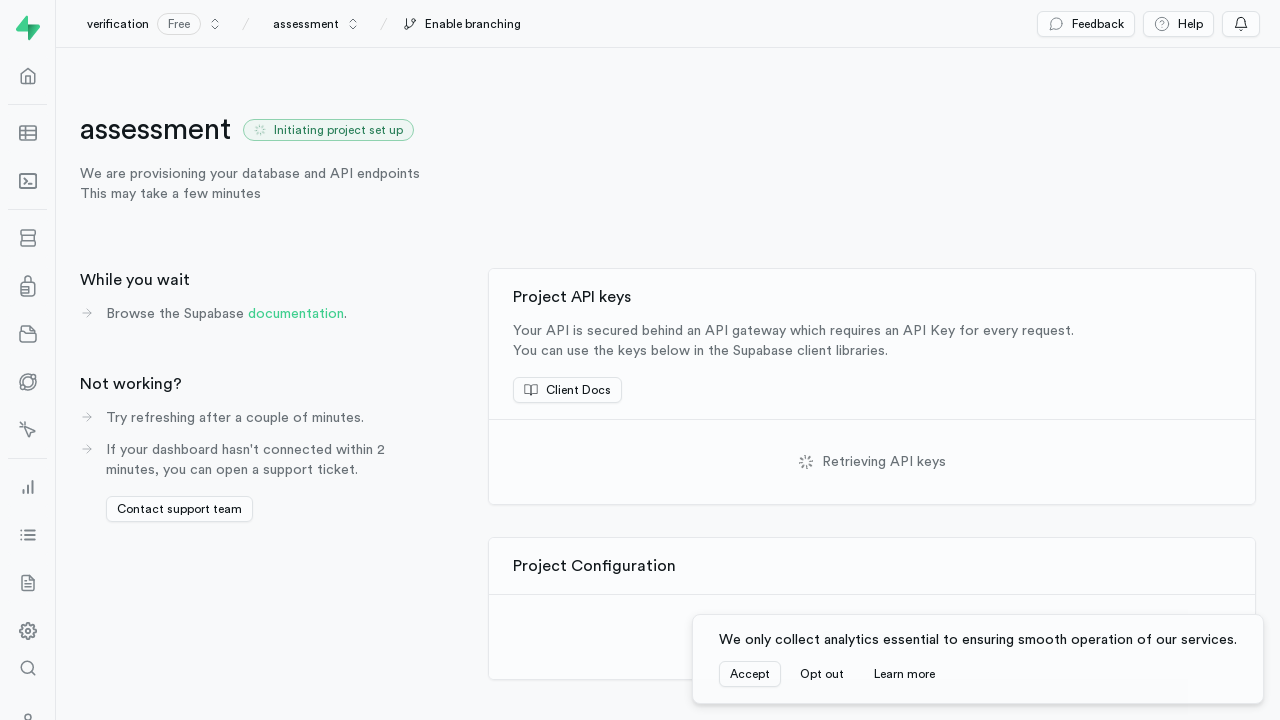 verification Free / assessment / Enable branching Feedback Help
assessment Initiating project set up
We are provisioning your database and API endpoints
This may take a few minutes
While you wait
Browse the Supabase documentation.
Not working?
Try refreshing after a couple of minutes.
If your dashboard hasn't connected within 2
minutes, you can open a support ticket.
Contact support team
Project API keys
Your API is secured behind an API gateway which requires an API Key for every request.
You can use the keys below in the Supabase client libraries.
Client Docs
Retrieving API keys
Project Configuration
We only collect analytics essential to ensuring smooth operation of our services.
Accept Opt out Learn more